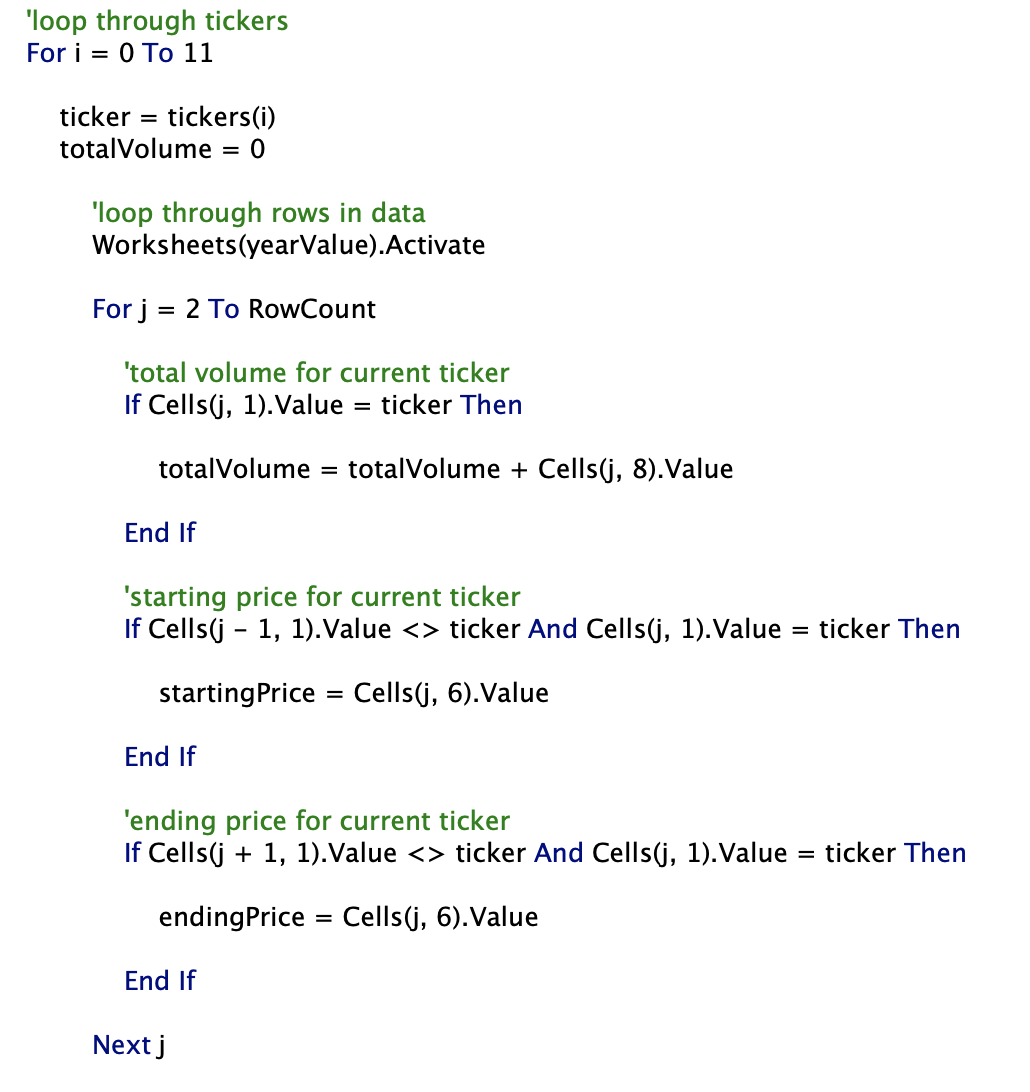 'loop through tickers
For i = 0 To 11
ticker = tickers(i)
totalVolume = 0
'loop through rows in data
Worksheets(yearValue).Activate
For j = 2 To RowCount
'total volume for current ticker
If Cells(j, 1).Value = ticker Then
totalVolume = totalVolume + Cells(j, 8).Value
End If
'starting price for current ticker
If Cells(j - 1, 1).Value <> ticker And Cells(j, 1).Value = ticker Then
startingPrice = Cells(j, 6).Value
End If
'ending price for current ticker
If Cells(j + 1, 1).Value <> ticker And Cells(j, 1).Value = ticker Then
endingPrice = Cells(j, 6).Value
End If
Next j